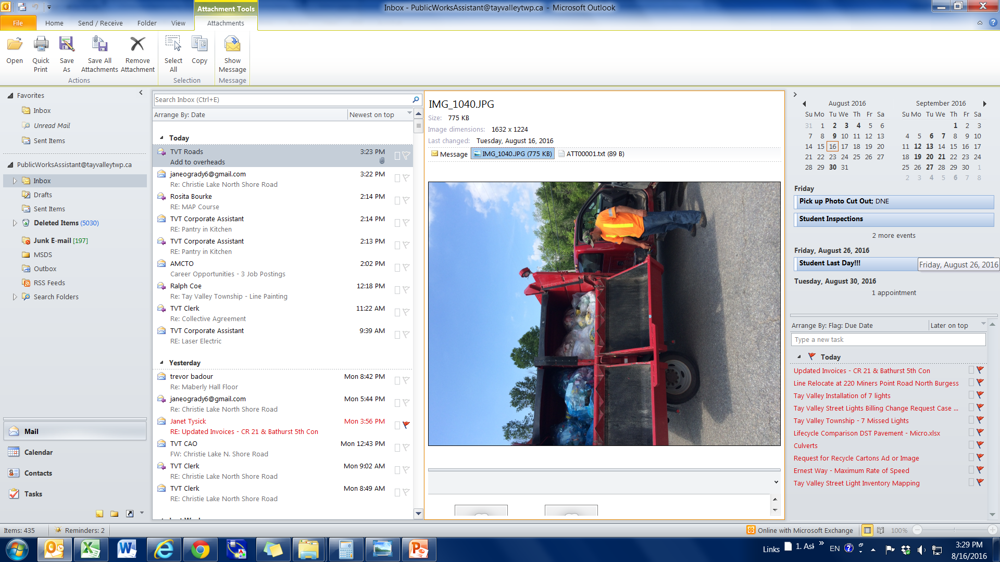 Attachment Tools
Inbox - PublicWorksAssistant@tayvalleytwp.ca - Microsoft Outlook
File Home Send / Receive Folder View Attachments
Open Quick Print Save As Save All Attachments Remove Attachment Select All Copy Show Message
Actions Selection Message
Favorites
Inbox
Unread Mail
Sent Items
PublicWorksAssistant@tayvalleytwp.ca
Inbox
Drafts
Sent Items
Deleted Items (5030)
Junk E-mail [197]
MSDS
Outbox
RSS Feeds
Search Folders
Mail
Calendar
Contacts
Tasks
Search Inbox (Ctrl+E)
Arrange By: Date Newest on top
Today
TVT Roads 3:23 PM
Add to overheads
janeogrady6@gmail.com 3:22 PM
Re: Christie Lake North Shore Road
Rosita Bourke 2:14 PM
RE: MAP Course
TVT Corporate Assistant 2:14 PM
RE: Pantry in Kitchen
TVT Corporate Assistant 2:13 PM
RE: Pantry in Kitchen
AMCTO 2:02 PM
Career Opportunities - 3 Job Postings
Ralph Coe 12:18 PM
Re: Tay Valley Township - Line Painting
TVT Clerk 11:22 AM
Re: Collective Agreement
TVT Corporate Assistant 9:39 AM
RE: Laser Electric
Yesterday
trevor badour Mon 8:42 PM
Re: Maberly Hall Floor
janeogrady6@gmail.com Mon 5:44 PM
Re: Christie Lake North Shore Road
Janet Tysick Mon 3:56 PM
RE: Updated Invoices - CR 21 & Bathurst 5th Con
TVT CAO Mon 12:43 PM
FW: Christie Lake N. Shore Road
TVT Clerk Mon 9:02 AM
RE: Christie Lake North Shore Road
TVT Clerk Mon 8:49 AM
RE: Christie Lake North Shore Road
IMG_1040.JPG
Size: 775 KB
Image dimensions: 1632 x 1224
Last changed: Tuesday, August 16, 2016
Message IMG_1040.JPG (775 KB) ATT00001.txt (89 B)
August 2016
Su Mo Tu We Th Fr Sa
31 1 2 3 4 5 6
7 8 9 10 11 12 13
14 15 16 17 18 19 20
21 22 23 24 25 26 27
28 29 30 31
September 2016
Su Mo Tu We Th Fr Sa
1 2 3
4 5 6 7 8 9 10
11 12 13 14 15 16 17
18 19 20 21 22 23 24
25 26 27 28 29 30 1
2 3 4 5 6 7 8
Friday
Pick up Photo Cut Out; DNE
Student Inspections
2 more events
Friday, August 26, 2016
Student Last Day!!!
Friday, August 26, 2016
Tuesday, August 30, 2016
1 appointment
Arrange By: Flag: Due Date Later on top
Type a new task
Today
Updated Invoices - CR 21 & Bathurst 5th Con
Line Relocate at 220 Miners Point Road North Burgess
Tay Valley Installation of 7 lights
Tay Valley Street Lights Billing Change Request Case ...
Tay Valley Township - 7 Missed Lights
Lifecycle Comparison DST Pavement - Micro.xlsx
Culverts
Request for Recycle Cartons Ad or Image
Ernest Way - Maximum Rate of Speed
Tay Valley Street Light Inventory Mapping
Items: 435 Reminders: 2
Online with Microsoft Exchange 100%
Links 1. Ask EN
3:29 PM
8/16/2016